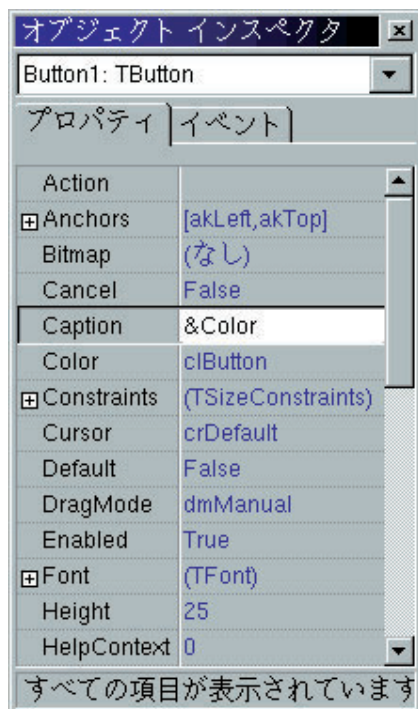 オブジェクト インスペクタ
Button1: TButton
プロパティ イベント
Action
Anchors [akLeft,akTop]
Bitmap (なし)
Cancel False
Caption &Color
Color clButton
Constraints (TSizeConstraints)
Cursor crDefault
Default False
DragMode dmManual
Enabled True
Font (TFont)
Height 25
HelpContext 0
すべての項目が表示されています